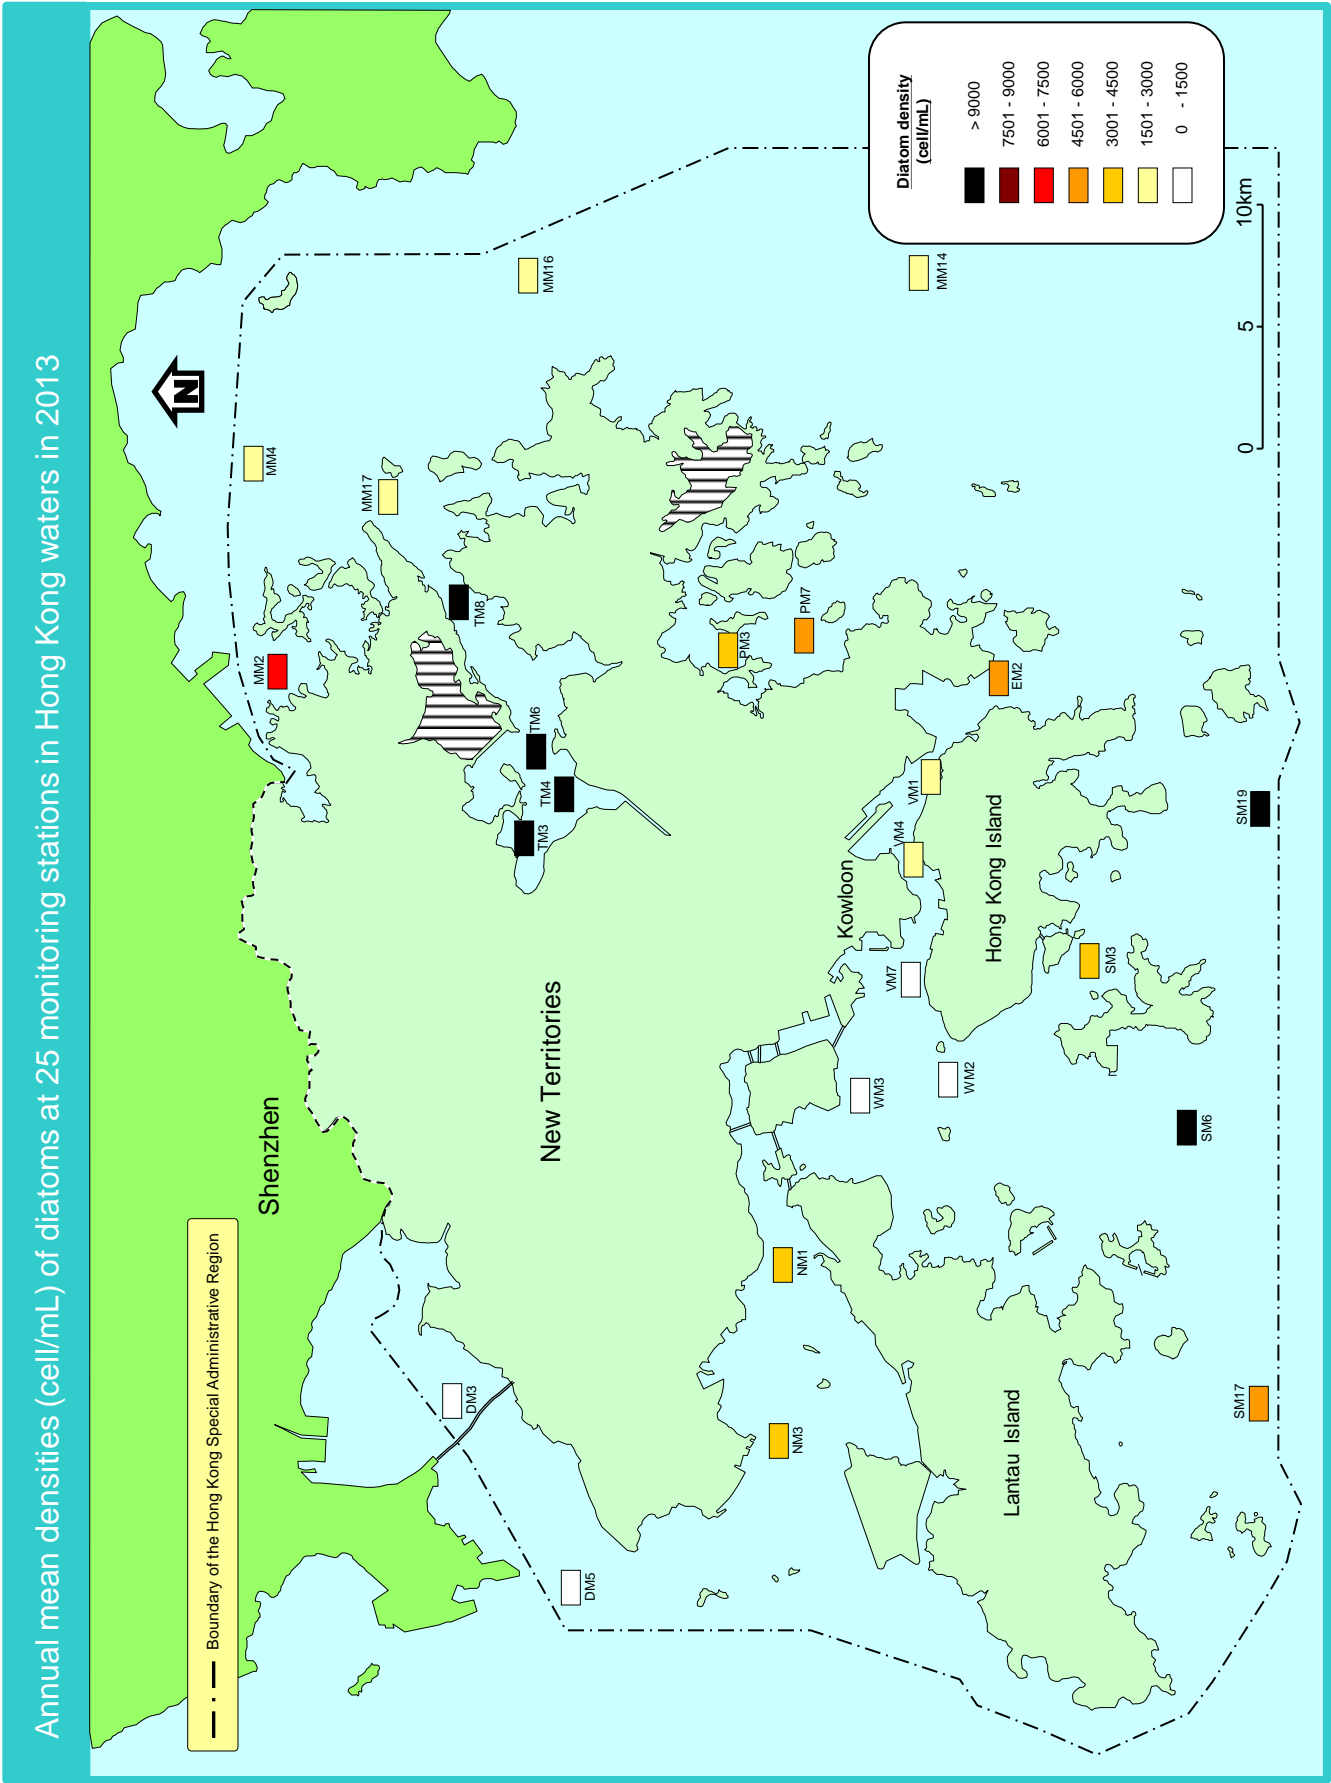 Annual mean densities (cell/mL) of diatoms at 25 monitoring stations in Hong Kong waters in 2013
Boundary of the Hong Kong Special Administrative Region
Shenzhen
N
New Territories
Kowloon
Hong Kong Island
Lantau Island
DM3
DM5
NM1
NM3
WM3
WM2
VM7
VM4
VM1
TM3
TM4
TM6
TM8
MM2
MM4
MM17
MM16
MM14
PM3
PM7
EM2
SM3
SM6
SM17
SM19
Diatom density
(cell/mL)
> 9000
7501 - 9000
6001 - 7500
4501 - 6000
3001 - 4500
1501 - 3000
0 - 1500
0 5 10km